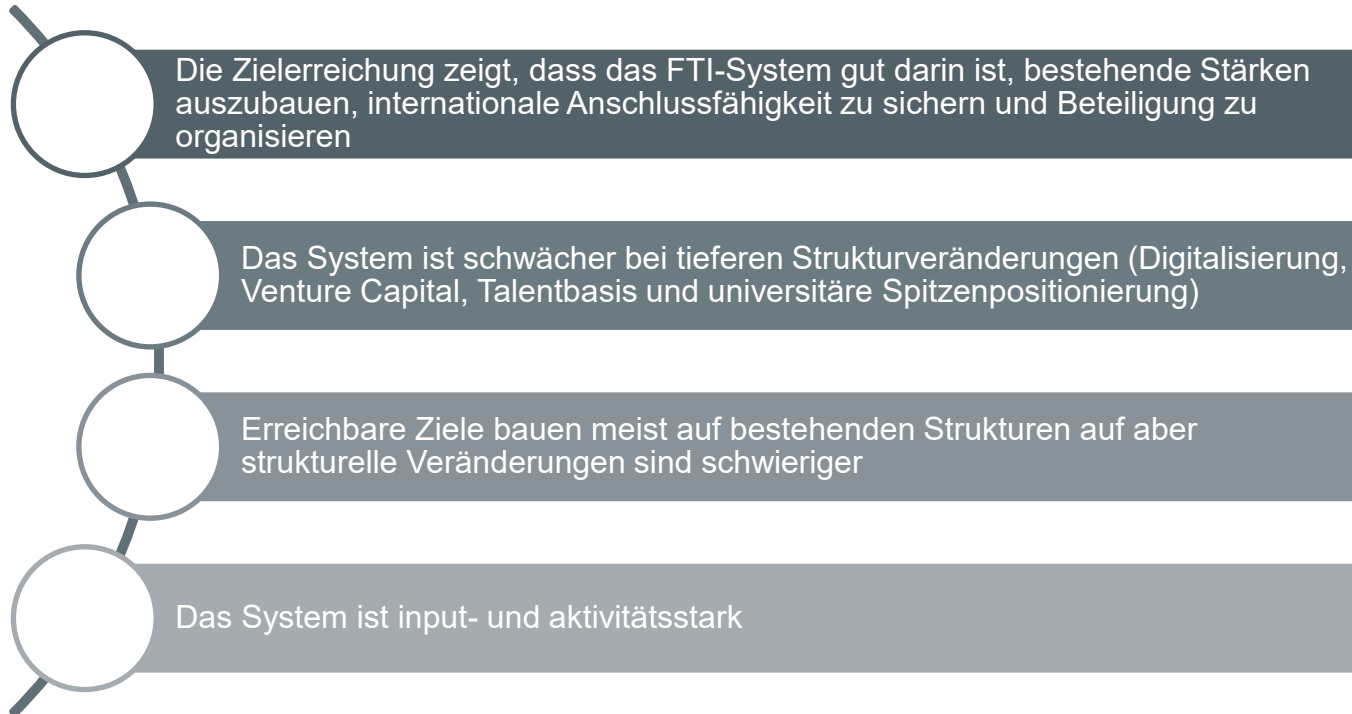 Die Zielerreichung zeigt, dass das FTI-System gut darin ist, bestehende Stärken
auszubauen, internationale Anschlussfähigkeit zu sichern und Beteiligung zu
organisieren
Das System ist schwächer bei tieferen Strukturveränderungen (Digitalisierung,
Venture Capital, Talentbasis und universitäre Spitzenpositionierung)
Erreichbare Ziele bauen meist auf bestehenden Strukturen auf aber
strukturelle Veränderungen sind schwieriger
Das System ist input- und aktivitätsstark